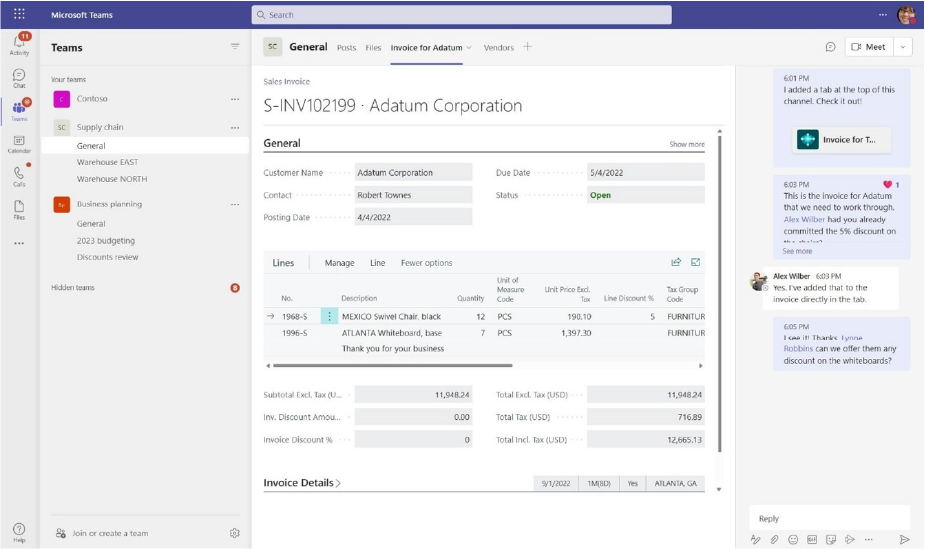 Microsoft Teams
Search
11
Activity
Chat
Teams
Calendar
Calls
Files
Help
Teams
Your teams
C
Contoso
SC
Supply chain
General
Warehouse EAST
Warehouse NORTH
Bp
Business planning
General
2023 budgeting
Discounts review
Hidden teams
8
Join or create a team
SC
General
Posts
Files
Invoice for Adatum
Vendors
Meet
Sales Invoice
S-INV102199 · Adatum Corporation
General
Show more
Customer Name
Adatum Corporation
Due Date
5/4/2022
Contact
Robert Townes
Status
Open
Posting Date
4/4/2022
Lines
Manage
Line
Fewer options
No.
Description
Quantity
Unit of Measure Code
Unit Price Excl. Tax
Line Discount %
Tax Group Code
1968-S
MEXICO Swivel Chair, black
12
PCS
190.10
5
FURNITUR
1996-S
ATLANTA Whiteboard, base
7
PCS
1,397.30
FURNITUR
Thank you for your business
Subtotal Excl. Tax (U...
11,948.24
Total Excl. Tax (USD)
11,948.24
Inv. Discount Amou...
0.00
Total Tax (USD)
716.89
Invoice Discount %
0
Total Incl. Tax (USD)
12,665.13
Invoice Details
9/1/2022
1M(8D)
Yes
ATLANTA, GA
6:01 PM
I added a tab at the top of this
channel. Check it out!
Invoice for T...
6:03 PM
1
This is the invoice for Adatum
that we need to work through.
Alex Wilber had you already
committed the 5% discount on
the chairs?
See more
Alex Wilber 6:03 PM
Yes. I've added that to the
invoice directly in the tab.
6:05 PM
I see it! Thanks. Lynne
Robbins can we offer them any
discount on the whiteboards?
Reply
GIF